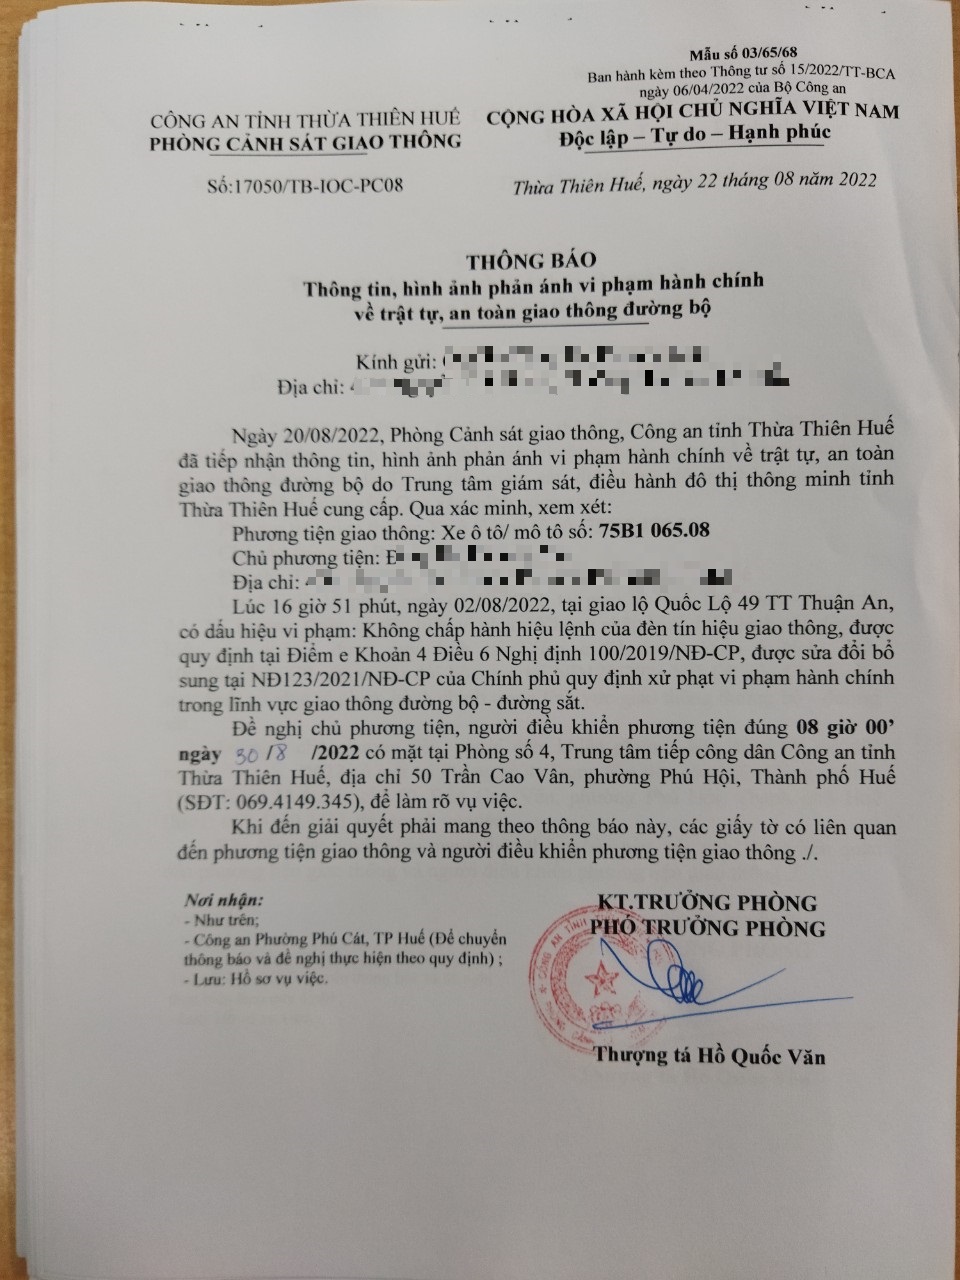 Mẫu số 03/65/68
Ban hành kèm theo Thông tư số 15/2022/TT-BCA
ngày 06/04/2022 của Bộ Công an
CÔNG AN TỈNH THỪA THIÊN HUẾ
PHÒNG CẢNH SÁT GIAO THÔNG
CỘNG HÒA XÃ HỘI CHỦ NGHĨA VIỆT NAM
Độc lập – Tự do – Hạnh phúc
Số:17050/TB-IOC-PC08
Thừa Thiên Huế, ngày 22 tháng 08 năm 2022
THÔNG BÁO
Thông tin, hình ảnh phản ánh vi phạm hành chính
về trật tự, an toàn giao thông đường bộ
Kính gửi:
Địa chỉ:
Ngày 20/08/2022, Phòng Cảnh sát giao thông, Công an tỉnh Thừa Thiên Huế
đã tiếp nhận thông tin, hình ảnh phản ánh vi phạm hành chính về trật tự, an toàn
giao thông đường bộ do Trung tâm giám sát, điều hành đô thị thông minh tỉnh
Thừa Thiên Huế cung cấp. Qua xác minh, xem xét:
Phương tiện giao thông: Xe ô tô/ mô tô số: 75B1 065.08
Chủ phương tiện:
Địa chỉ:
Lúc 16 giờ 51 phút, ngày 02/08/2022, tại giao lộ Quốc Lộ 49 TT Thuận An,
có dấu hiệu vi phạm: Không chấp hành hiệu lệnh của đèn tín hiệu giao thông, được
quy định tại Điểm e Khoản 4 Điều 6 Nghị định 100/2019/NĐ-CP, được sửa đổi bổ
sung tại NĐ123/2021/NĐ-CP của Chính phủ quy định xử phạt vi phạm hành chính
trong lĩnh vực giao thông đường bộ - đường sắt.
Đề nghị chủ phương tiện, người điều khiển phương tiện đúng 08 giờ 00’
ngày 30/8 /2022 có mặt tại Phòng số 4, Trung tâm tiếp công dân Công an tỉnh
Thừa Thiên Huế, địa chỉ 50 Trần Cao Vân, phường Phú Hội, Thành phố Huế
(SĐT: 069.4149.345), để làm rõ vụ việc.
Khi đến giải quyết phải mang theo thông báo này, các giấy tờ có liên quan
đến phương tiện giao thông và người điều khiển phương tiện giao thông ./.
Nơi nhận:
- Như trên;
- Công an Phường Phú Cát, TP Huế (Để chuyển
thông báo và đề nghị thực hiện theo quy định) ;
- Lưu: Hồ sơ vụ việc.
KT.TRƯỞNG PHÒNG
PHÓ TRƯỞNG PHÒNG
Thượng tá Hồ Quốc Văn